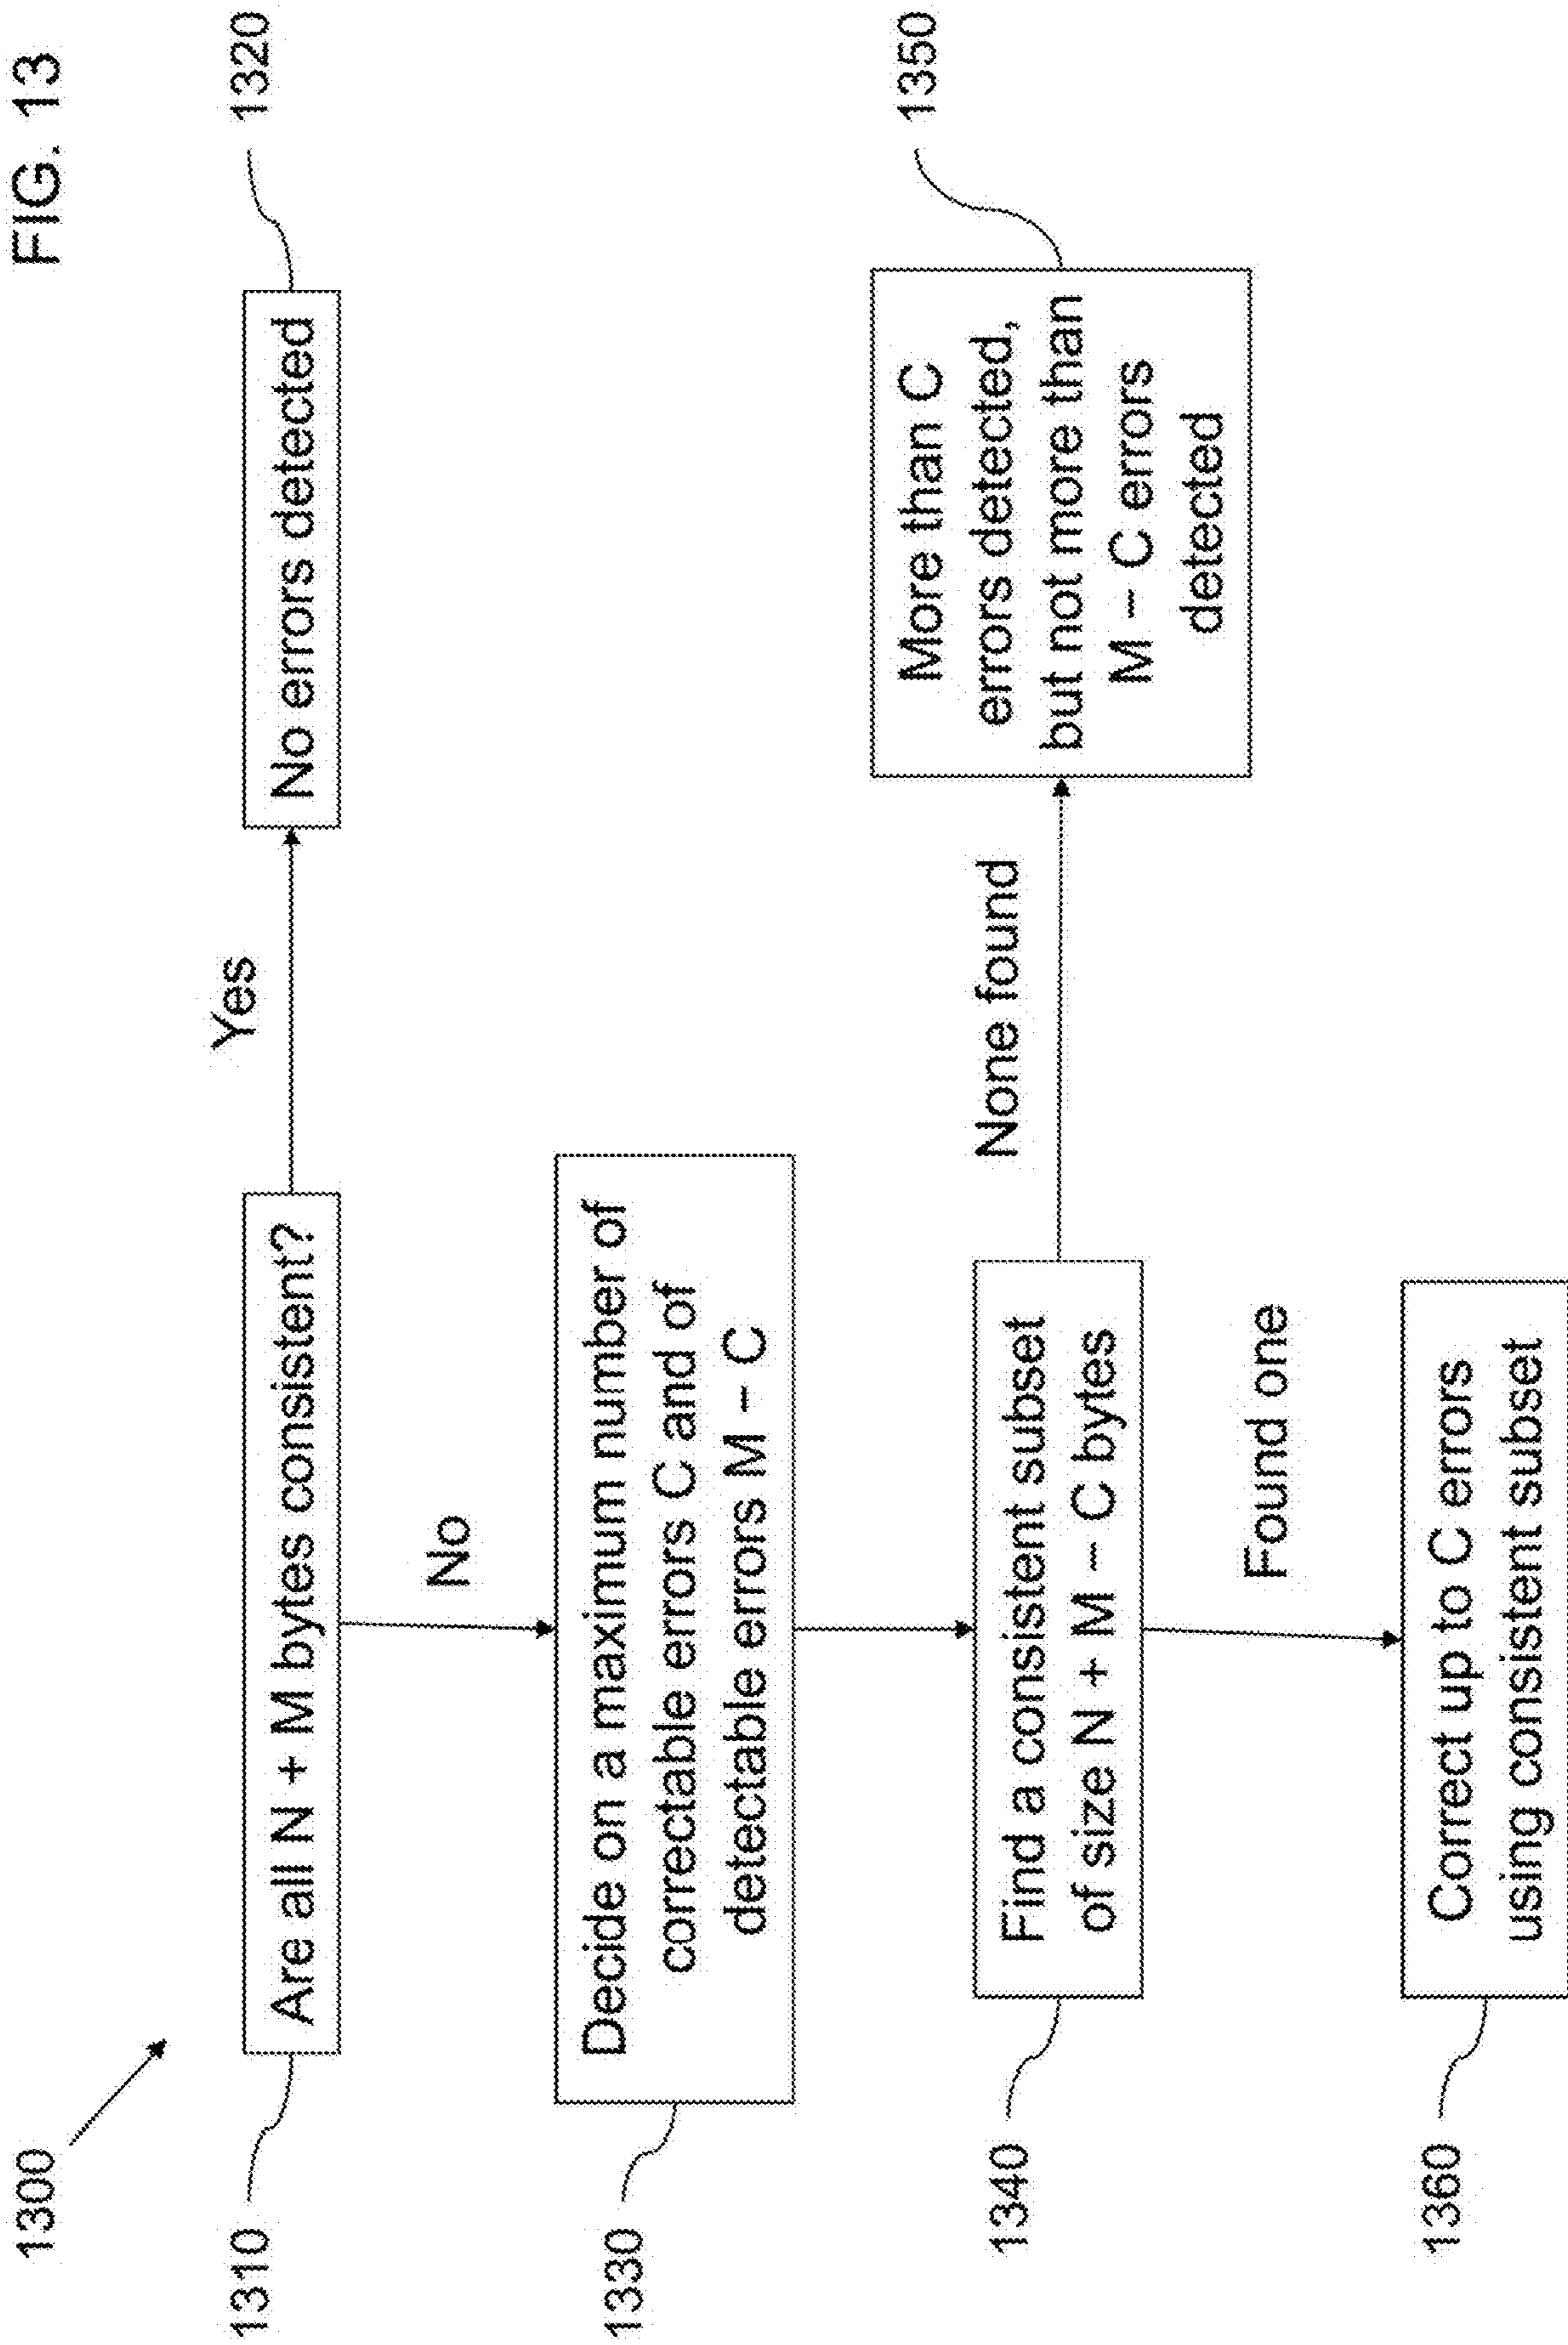 FIG. 13
1300
1310
Are all N + M bytes consistent?
Yes
No errors detected
1320
No
1330
Decide on a maximum number of
correctable errors C and of
detectable errors M – C
1340
Find a consistent subset
of size N + M – C bytes
None found
More than C
errors detected,
but not more than
M – C errors
detected
1350
Found one
1360
Correct up to C errors
using consistent subset